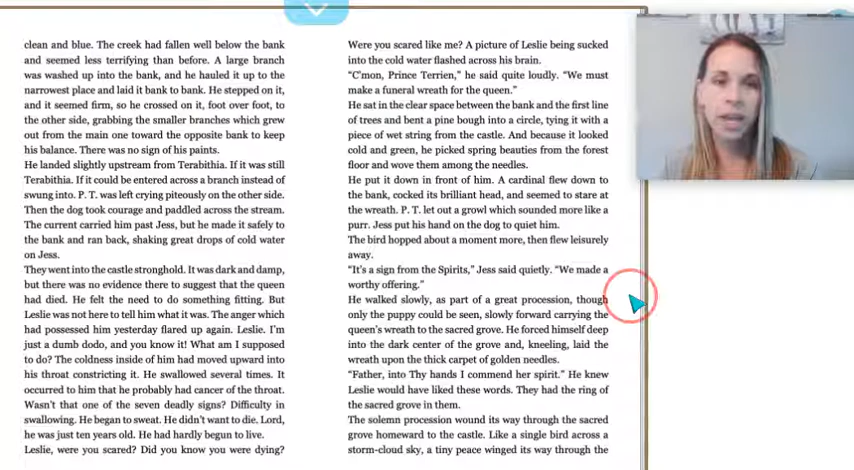 clean and blue. The creek had fallen well below the bank
and seemed less terrifying than before. A large branch
was washed up into the bank, and he hauled it up to the
narrowest place and laid it bank to bank. He stepped on it,
and it seemed firm, so he crossed on it, foot over foot, to
the other side, grabbing the smaller branches which grew
out from the main one toward the opposite bank to keep
his balance. There was no sign of his paints.
He landed slightly upstream from Terabithia. If it was still
Terabithia. If it could be entered across a branch instead of
swung into. P. T. was left crying piteously on the other side.
Then the dog took courage and paddled across the stream.
The current carried him past Jess, but he made it safely to
the bank and ran back, shaking great drops of cold water
on Jess.
They went into the castle stronghold. It was dark and damp,
but there was no evidence there to suggest that the queen
had died. He felt the need to do something fitting. But
Leslie was not here to tell him what it was. The anger which
had possessed him yesterday flared up again. Leslie. I'm
just a dumb dodo, and you know it! What am I supposed
to do? The coldness inside of him had moved upward into
his throat constricting it. He swallowed several times. It
occurred to him that he probably had cancer of the throat.
Wasn't that one of the seven deadly signs? Difficulty in
swallowing. He began to sweat. He didn't want to die. Lord,
he was just ten years old. He had hardly begun to live.
Leslie, were you scared? Did you know you were dying?
Were you scared like me? A picture of Leslie being sucked
into the cold water flashed across his brain.
"C'mon, Prince Terrien," he said quite loudly. "We must
make a funeral wreath for the queen."
He sat in the clear space between the bank and the first line
of trees and bent a pine bough into a circle, tying it with a
piece of wet string from the castle. And because it looked
cold and green, he picked spring beauties from the forest
floor and wove them among the needles.
He put it down in front of him. A cardinal flew down to
the bank, cocked its brilliant head, and seemed to stare at
the wreath. P. T. let out a growl which sounded more like a
purr. Jess put his hand on the dog to quiet him.
The bird hopped about a moment more, then flew leisurely
away.
"It's a sign from the Spirits," Jess said quietly. "We made a
worthy offering."
He walked slowly, as part of a great procession, though
only the puppy could be seen, slowly forward carrying the
queen's wreath to the sacred grove. He forced himself deep
into the dark center of the grove and, kneeling, laid the
wreath upon the thick carpet of golden needles.
"Father, into Thy hands I commend her spirit." He knew
Leslie would have liked these words. They had the ring of
the sacred grove in them.
The solemn procession wound its way through the sacred
grove homeward to the castle. Like a single bird across a
storm-cloud sky, a tiny peace winged its way through the